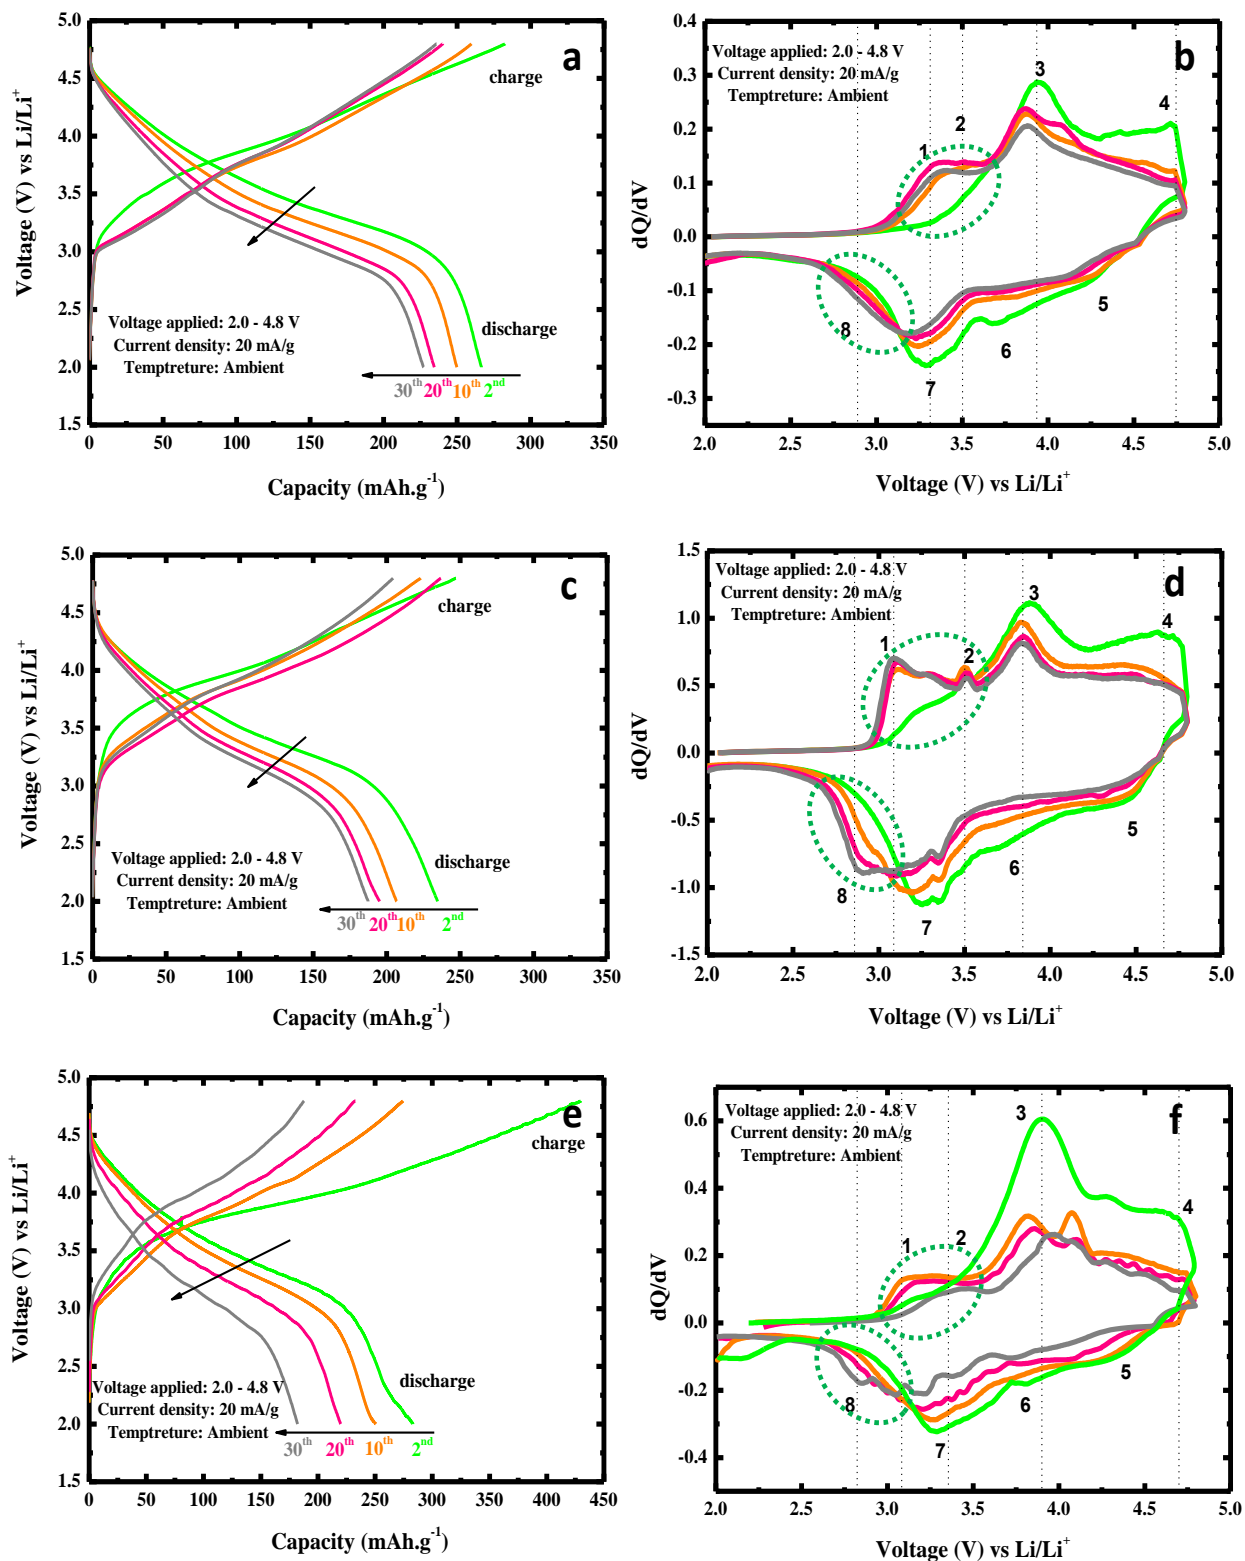 a
5.0
4.5
4.0
3.5
3.0
2.5
2.0
1.5
Voltage (V) vs Li/Li⁺
charge
discharge
Voltage applied: 2.0 - 4.8 V
Current density: 20 mA/g
Temptreture: Ambient
30th 20th 10th 2nd
0 50 100 150 200 250 300 350
Capacity (mAh.g⁻¹)
b
0.4
0.3
0.2
0.1
0.0
-0.1
-0.2
-0.3
dQ/dV
Voltage applied: 2.0 - 4.8 V
Current density: 20 mA/g
Temptreture: Ambient
1
2
3
4
5
6
7
8
2.0 2.5 3.0 3.5 4.0 4.5 5.0
Voltage (V) vs Li/Li⁺
c
5.0
4.5
4.0
3.5
3.0
2.5
2.0
1.5
Voltage (V) vs Li/Li⁺
charge
discharge
Voltage applied: 2.0 - 4.8 V
Current density: 20 mA/g
Temptreture: Ambient
30th 20th 10th 2nd
0 50 100 150 200 250 300 350
Capacity (mAh.g⁻¹)
d
1.5
1.0
0.5
0.0
-0.5
-1.0
-1.5
dQ/dV
Voltage applied: 2.0 - 4.8 V
Current density: 20 mA/g
Temptreture: Ambient
1
2
3
4
5
6
7
8
2.0 2.5 3.0 3.5 4.0 4.5 5.0
Voltage (V) vs Li/Li⁺
e
5.0
4.5
4.0
3.5
3.0
2.5
2.0
1.5
Voltage (V) vs Li/Li⁺
charge
discharge
Voltage applied: 2.0 - 4.8 V
Current density: 20 mA/g
Temptreture: Ambient
30th 20th 10th 2nd
0 50 100 150 200 250 300 350 400 450
Capacity (mAh.g⁻¹)
f
0.6
0.4
0.2
0.0
-0.2
-0.4
dQ/dV
Voltage applied: 2.0 - 4.8 V
Current density: 20 mA/g
Temptreture: Ambient
1
2
3
4
5
6
7
8
2.0 2.5 3.0 3.5 4.0 4.5 5.0
Voltage (V) vs Li/Li⁺